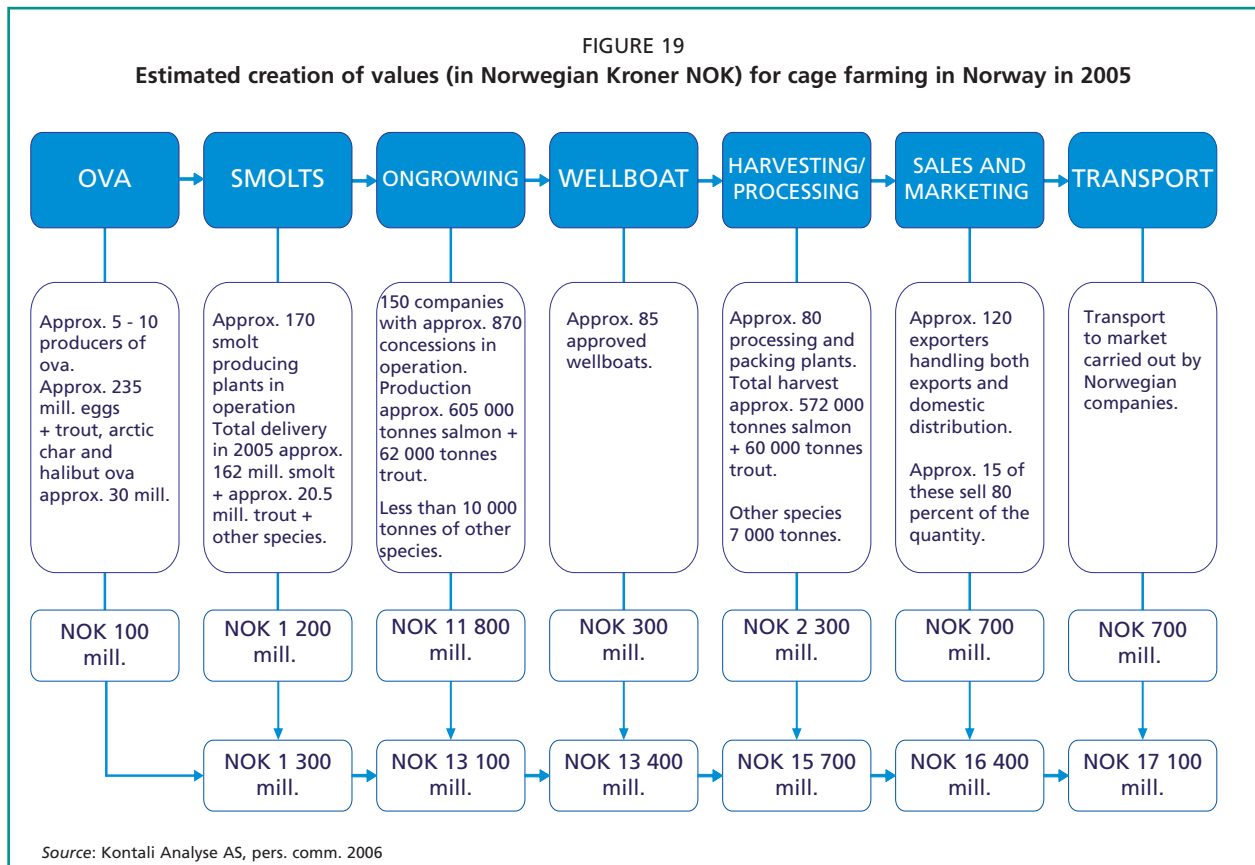 FIGURE 19
Estimated creation of values (in Norwegian Kroner NOK) for cage farming in Norway in 2005
OVA
SMOLTS
ONGROWING
WELLBOAT
HARVESTING/
PROCESSING
SALES AND
MARKETING
TRANSPORT
Approx. 5 - 10
producers of
ova.
Approx. 235
mill. eggs
+ trout, arctic
char and
halibut ova
approx. 30 mill.
Approx. 170
smolt
producing
plants in
operation
Total delivery
in 2005 approx.
162 mill. smolt
+ approx. 20.5
mill. trout +
other species.
150 companies
with approx. 870
concessions in
operation.
Production
approx. 605 000
tonnes salmon +
62 000 tonnes
trout.
Less than 10 000
tonnes of other
species.
Approx. 85
approved
wellboats.
Approx. 80
processing and
packing plants.
Total harvest
approx. 572 000
tonnes salmon
+ 60 000 tonnes
trout.
Other species
7 000 tonnes.
Approx. 120
exporters
handling both
exports and
domestic
distribution.
Approx. 15 of
these sell 80
percent of the
quantity.
Transport
to market
carried out by
Norwegian
companies.
NOK 100
mill.
NOK 1 200
mill.
NOK 11 800
mill.
NOK 300
mill.
NOK 2 300
mill.
NOK 700
mill.
NOK 700
mill.
NOK 1 300
mill.
NOK 13 100
mill.
NOK 13 400
mill.
NOK 15 700
mill.
NOK 16 400
mill.
NOK 17 100
mill.
Source: Kontali Analyse AS, pers. comm. 2006